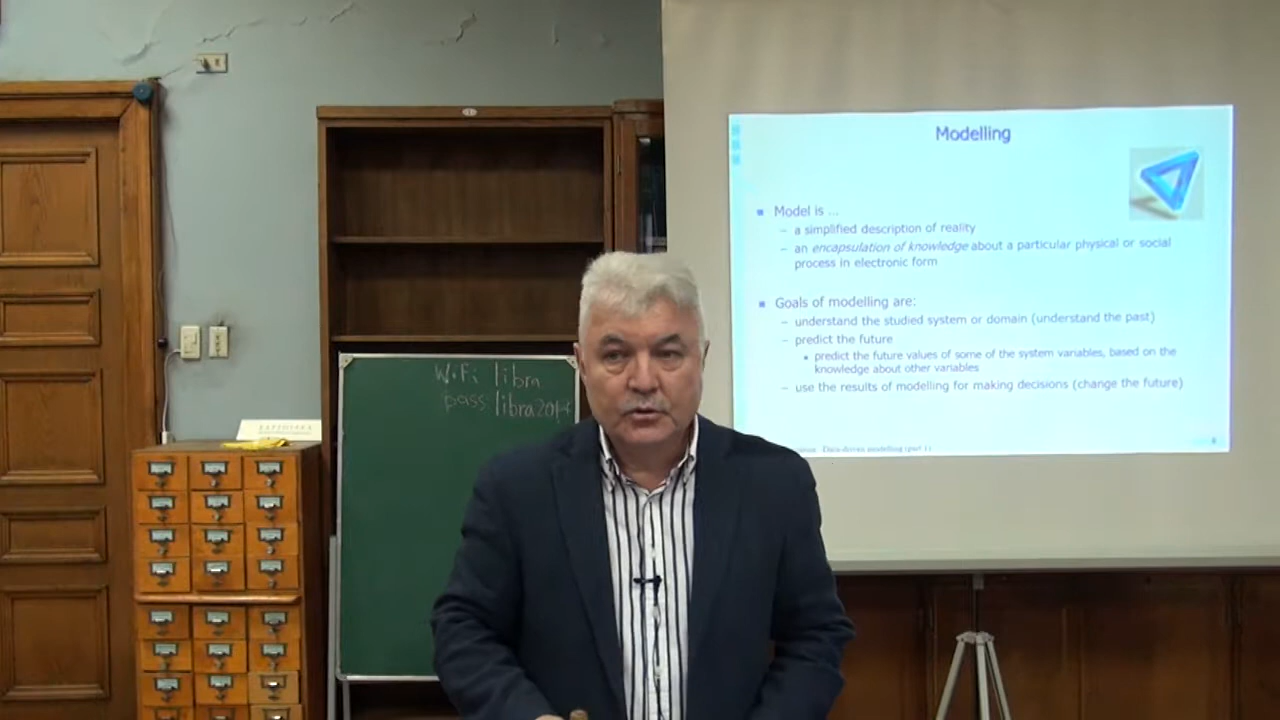 Modelling
Model is ...
– a simplified description of reality
– an encapsulation of knowledge about a particular physical or social
process in electronic form
Goals of modelling are:
– understand the studied system or domain (understand the past)
– predict the future
• predict the future values of some of the system variables, based on the
knowledge about other variables
– use the results of modelling for making decisions (change the future)
Data-driven modelling (part 1)
Wi-Fi libra
pass: